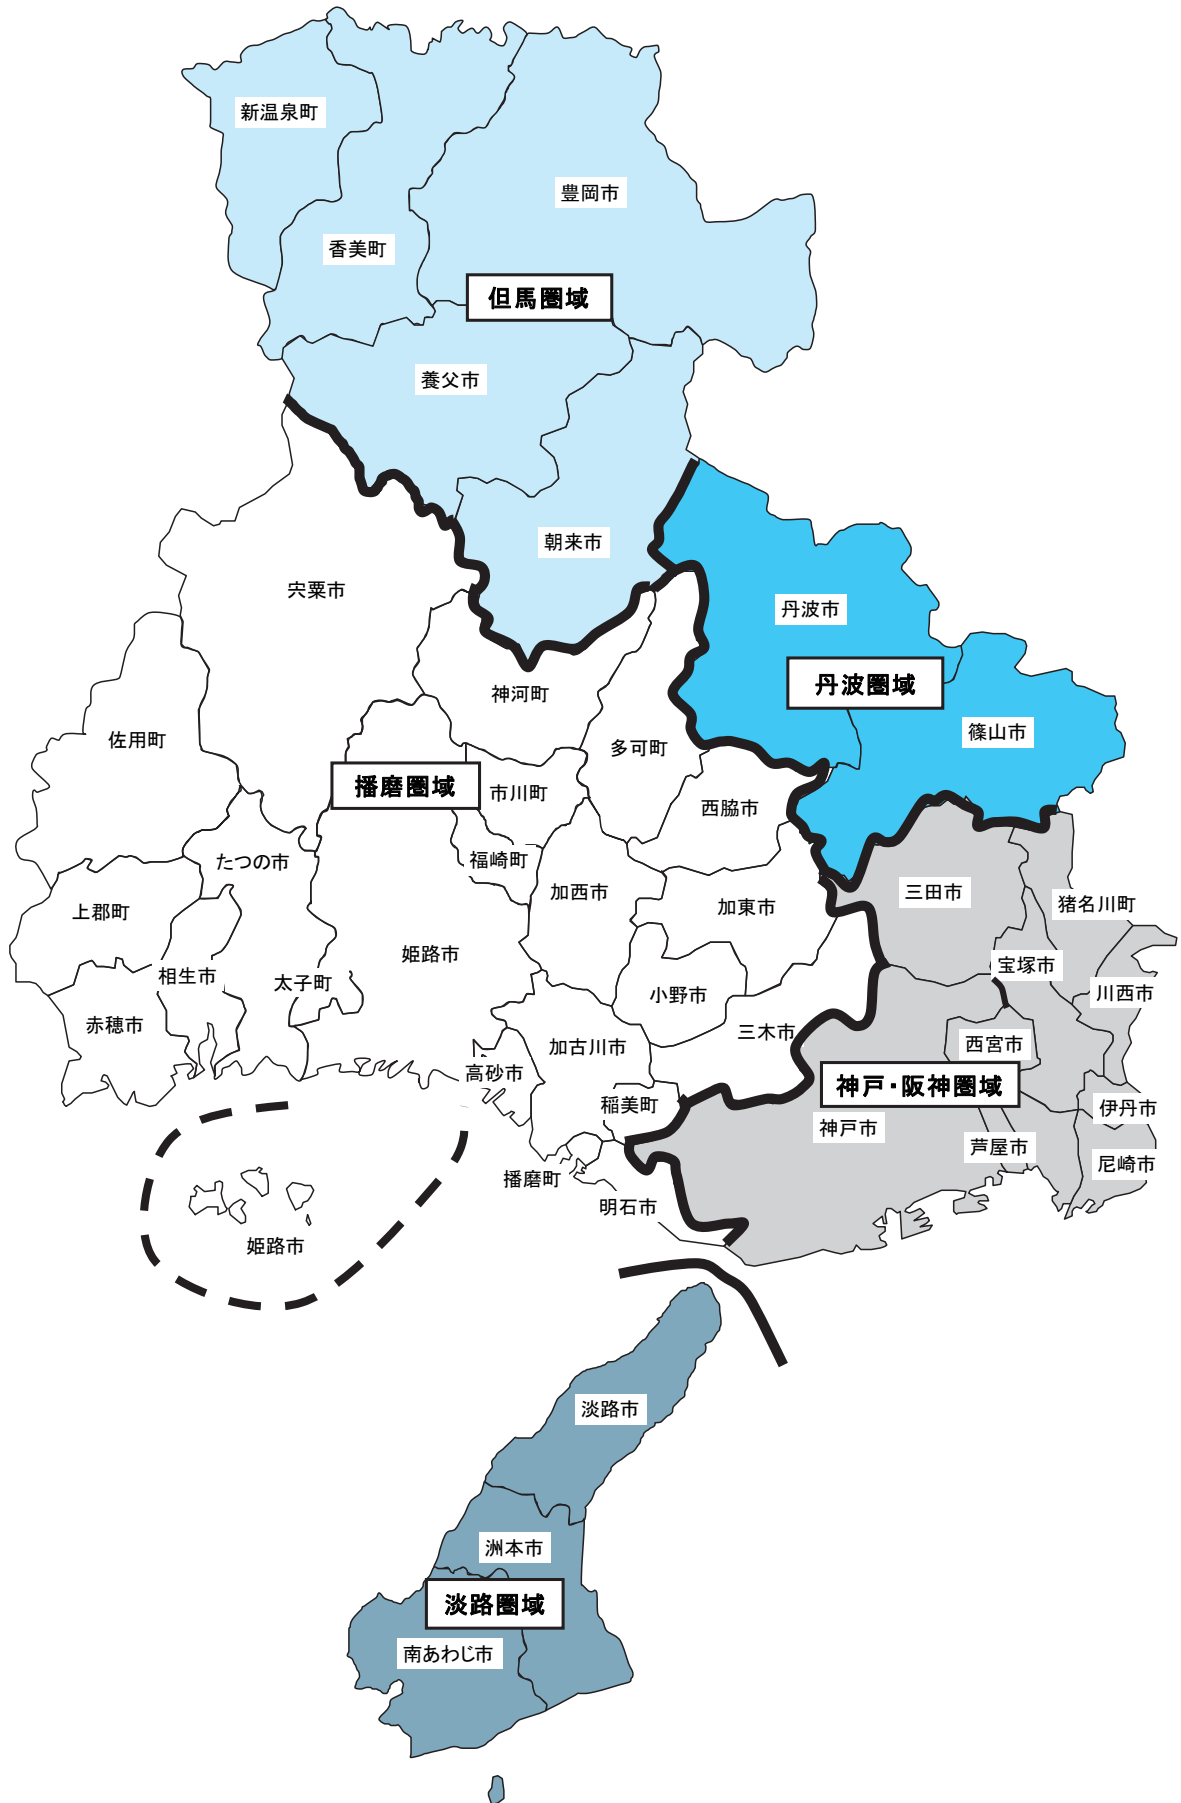 新温泉町
豊岡市
香美町
但馬圏域
養父市
朝来市
宍粟市
丹波市
丹波圏域
神河町
篠山市
佐用町
多可町
播磨圏域
市川町
西脇市
福崎町
たつの市
加西市
三田市
猪名川町
上郡町
加東市
姫路市
宝塚市
相生市
太子町
小野市
川西市
赤穂市
三木市
加古川市
西宮市
高砂市
神戸・阪神圏域
稲美町
伊丹市
神戸市
芦屋市
尼崎市
播磨町
明石市
姫路市
淡路市
洲本市
淡路圏域
南あわじ市